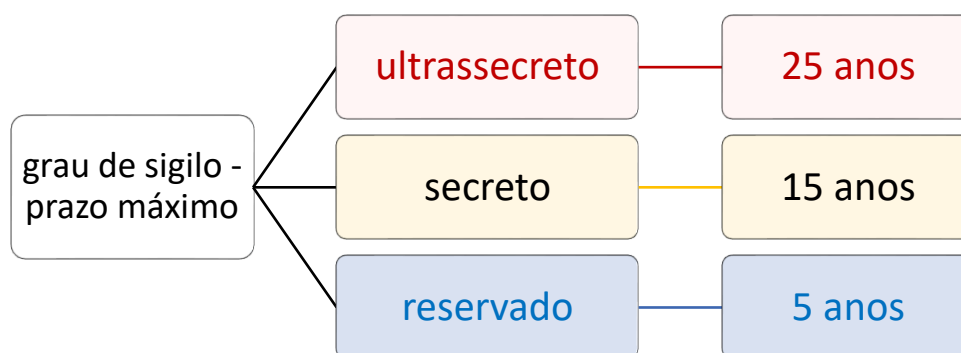 grau de sigilo -
prazo máximo
ultrassecreto
25 anos
secreto
15 anos
reservado
5 anos